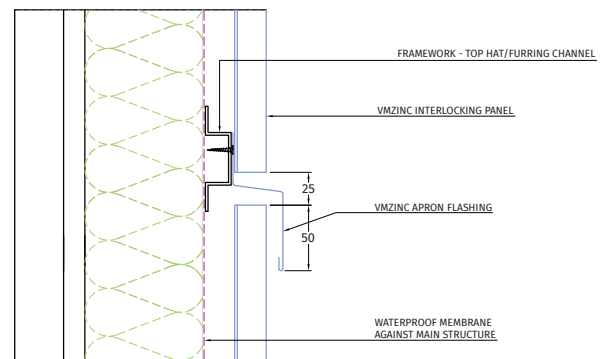 FRAMEWORK - TOP HAT/FURRING CHANNEL
VMZINC INTERLOCKING PANEL
25
VMZINC APRON FLASHING
50
WATERPROOF MEMBRANE
AGAINST MAIN STRUCTURE